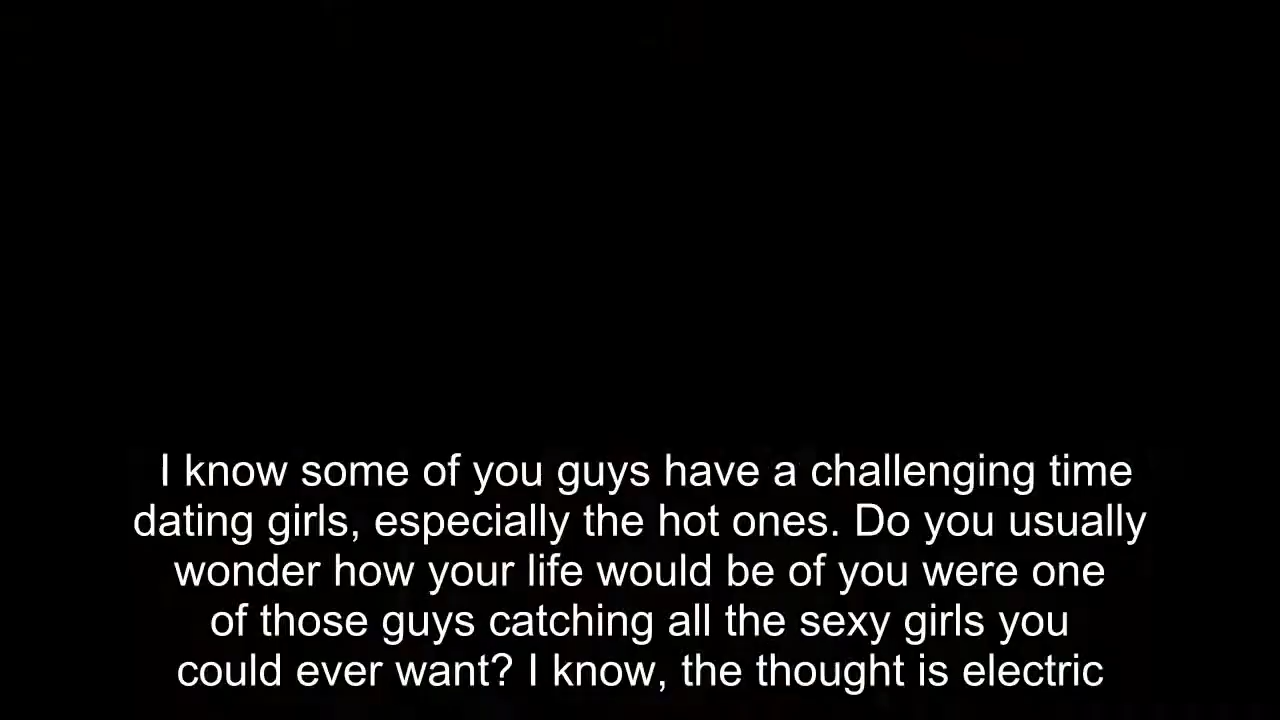 I know some of you guys have a challenging time
dating girls, especially the hot ones. Do you usually
wonder how your life would be of you were one
of those guys catching all the sexy girls you
could ever want? I know, the thought is electric